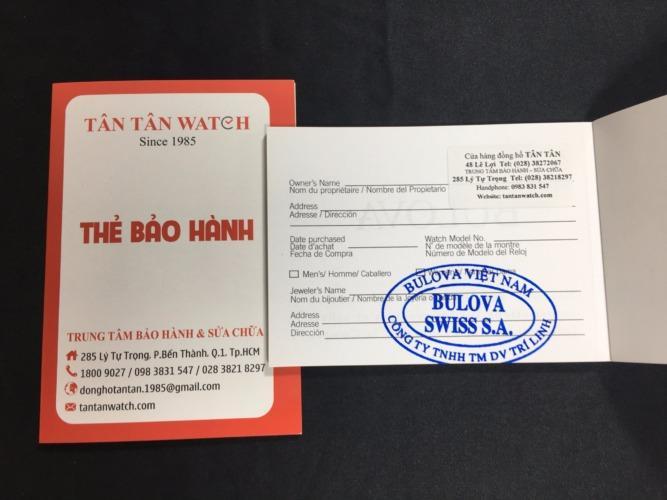 TÂN TÂN WATCH
Since 1985
THẺ BẢO HÀNH
TRUNG TÂM BẢO HÀNH & SỬA CHỮA
285 Lý Tự Trọng, P.Bến Thành, Q.1. Tp.HCM
1800 9027 / 098 3831 547 / 028 3821 8297
donghotantan.1985@gmail.com
tantanwatch.com
Cửa hàng đồng hồ TÂN TÂN
48 Lê Lợi Tel: (028) 38272067
TRUNG TÂM BẢO HÀNH - SỬA CHỮA
285 Lý Tự Trọng Tel: (028) 38218297
Handphone: 0983 831 547
Website: tantanwatch.com
Owner's Name
Nom du propriétaire / Nombre del Propietario
Address
Adresse / Dirección
Date purchased
Date d'achat
Fecha de Compra
Watch Model No.
N° de modèle de la montre
Número de Modelo del Reloj
Men's/ Homme/ Caballero
Jeweler's Name
Nom du bijoutier / Nombre de la Joyería
Address
Adresse
Dirección
BULOVA VIỆT NAM
BULOVA
SWISS S.A.
CÔNG TY TNHH TM DV TRÍ LINH